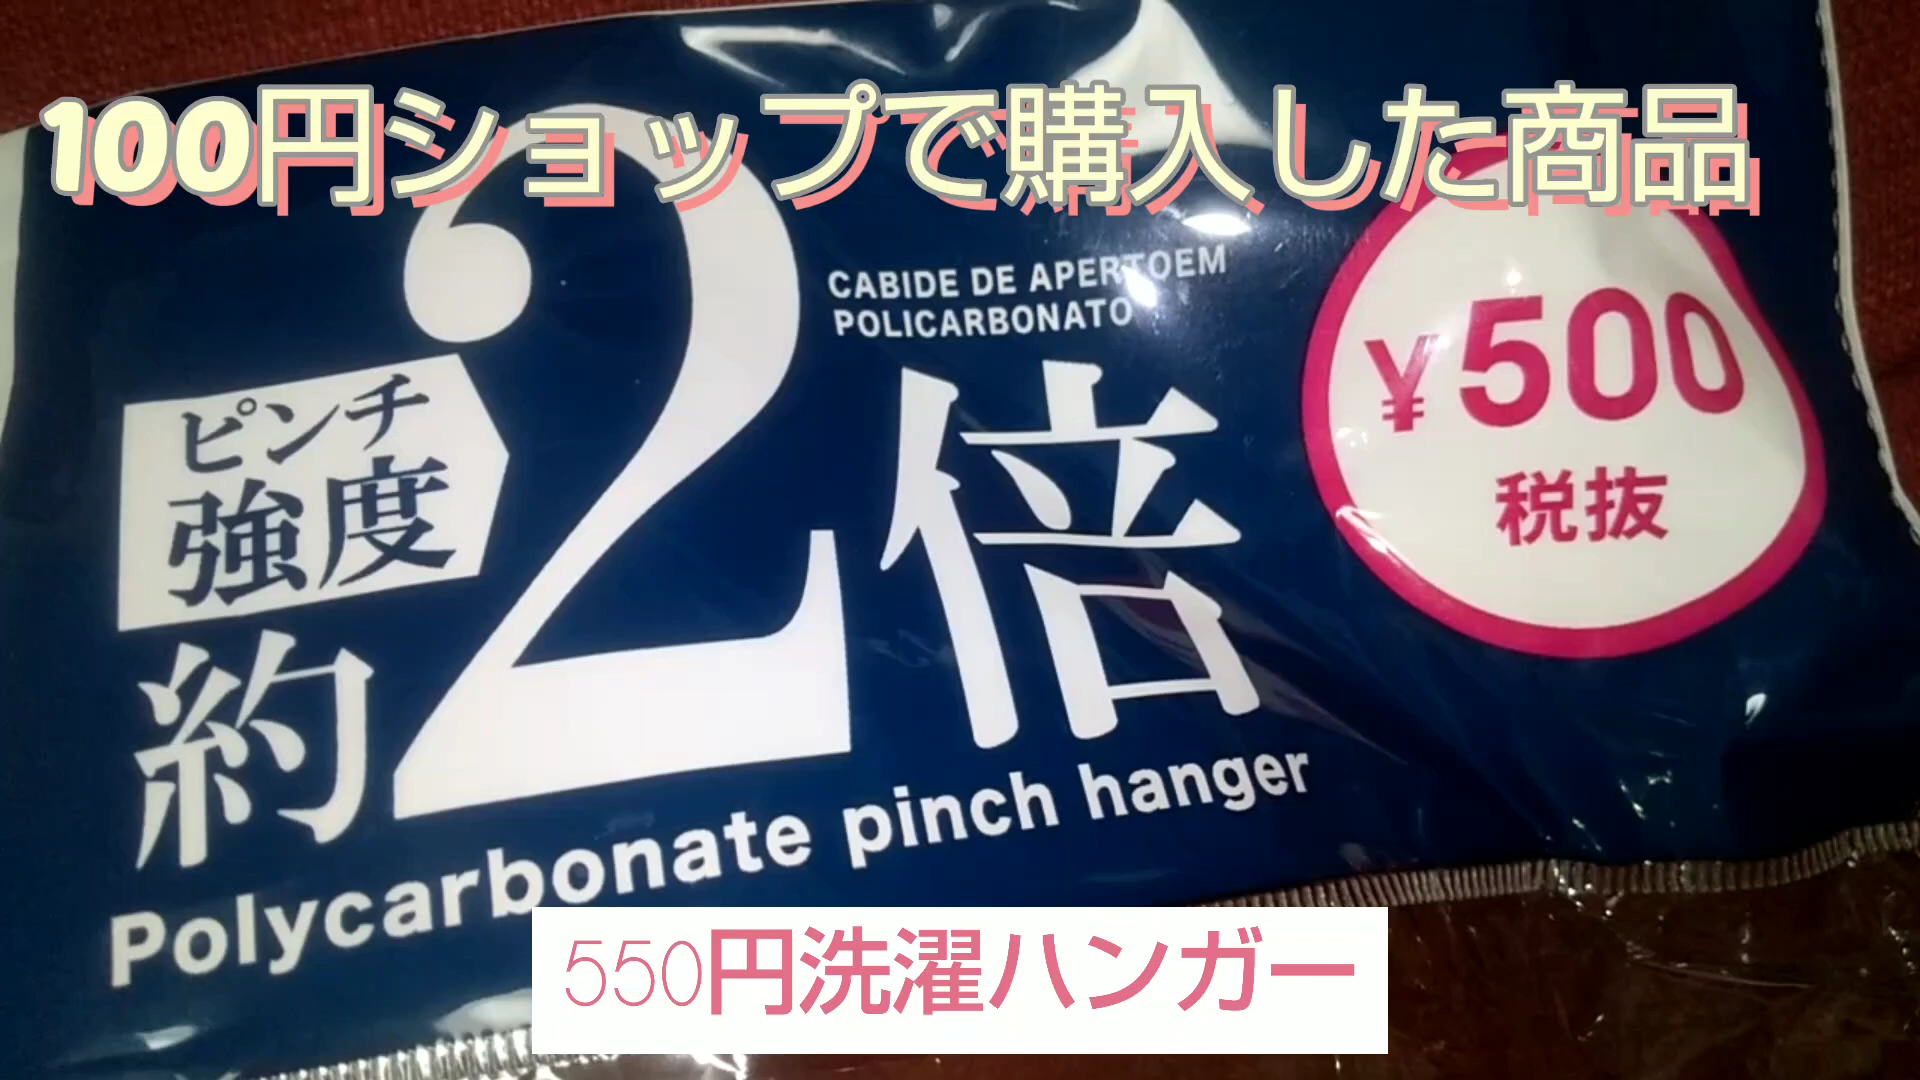 100円ショップで購入した商品
CABIDE DE APERTOEM
POLICARBONATO
ピンチ
強度
約2倍
¥500
税抜
Polycarbonate pinch hanger
550円洗濯ハンガー